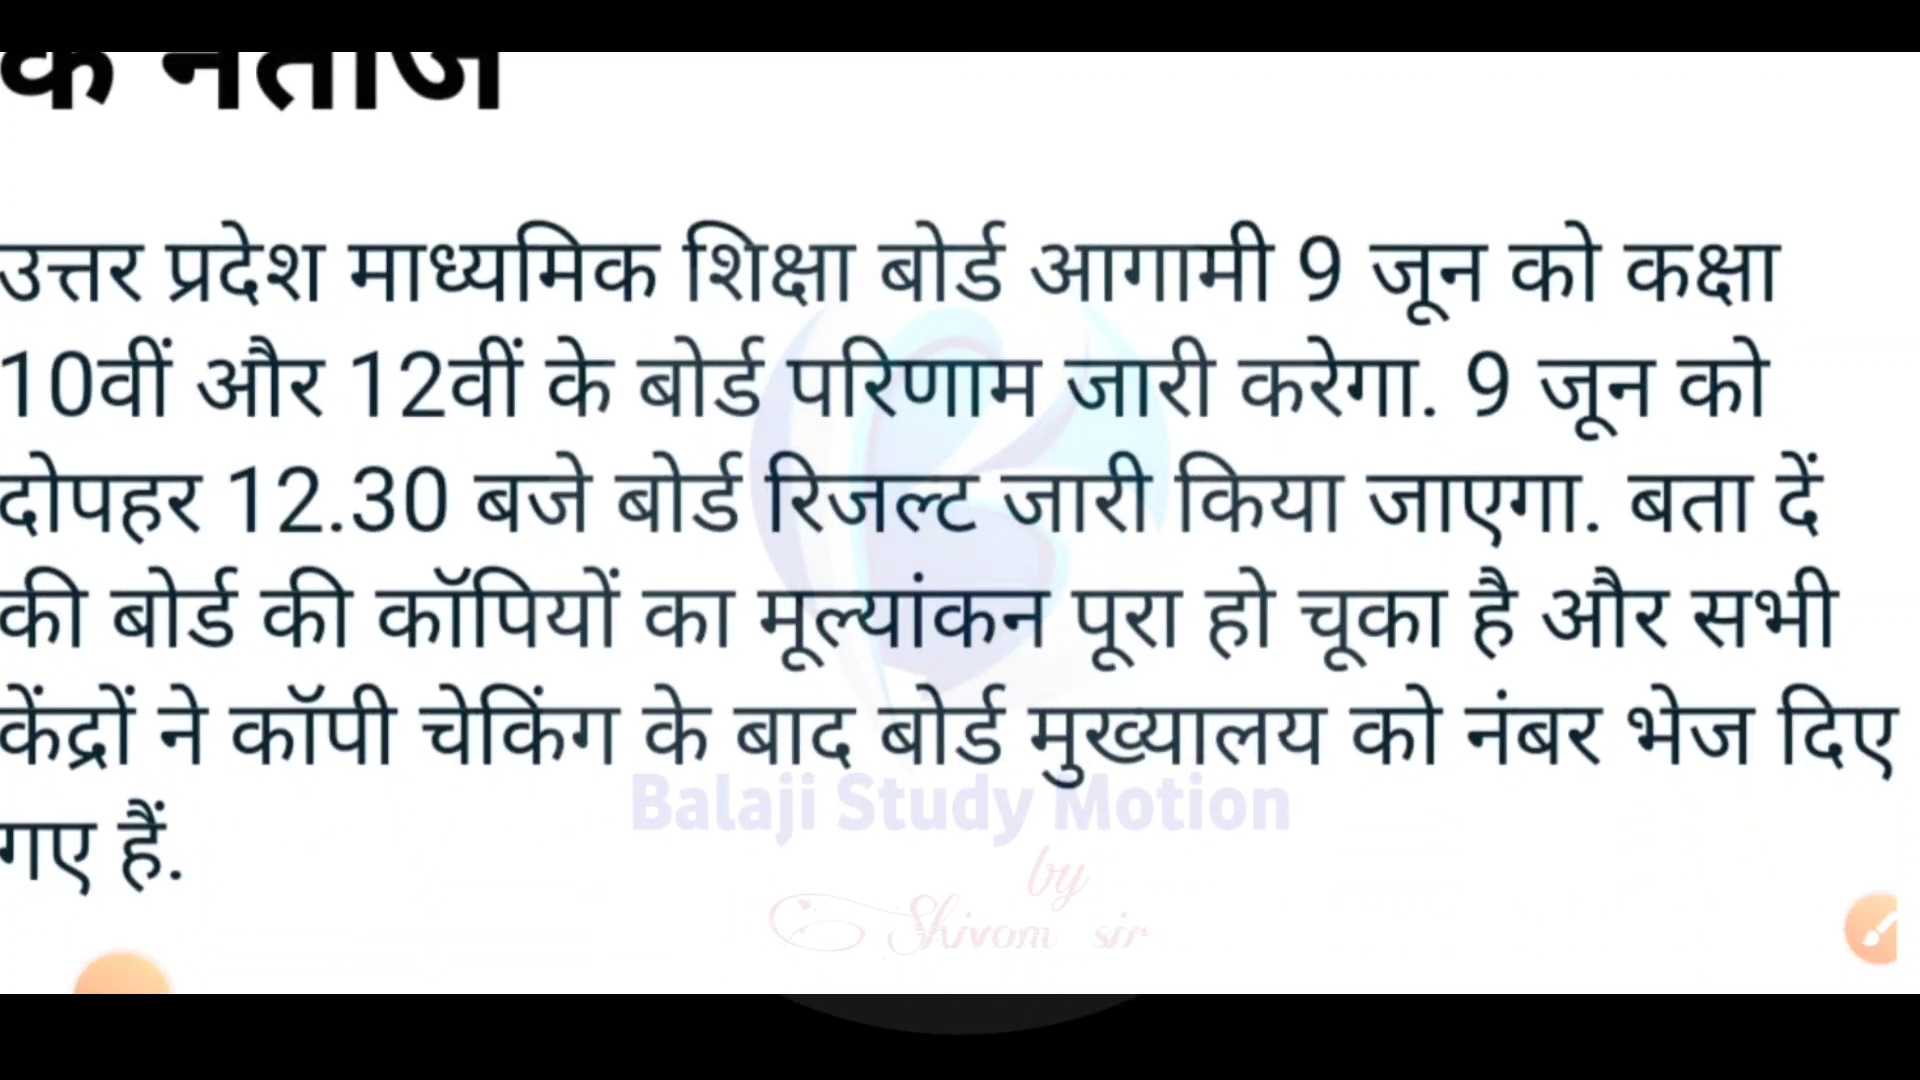 के नतीजे
उत्तर प्रदेश माध्यमिक शिक्षा बोर्ड आगामी 9 जून को कक्षा
10वीं और 12वीं के बोर्ड परिणाम जारी करेगा. 9 जून को
दोपहर 12.30 बजे बोर्ड रिजल्ट जारी किया जाएगा. बता दें
की बोर्ड की कॉपियों का मूल्यांकन पूरा हो चूका है और सभी
केंद्रों ने कॉपी चेकिंग के बाद बोर्ड मुख्यालय को नंबर भेज दिए
गए हैं.
Balaji Study Motion
by
Shivom sir